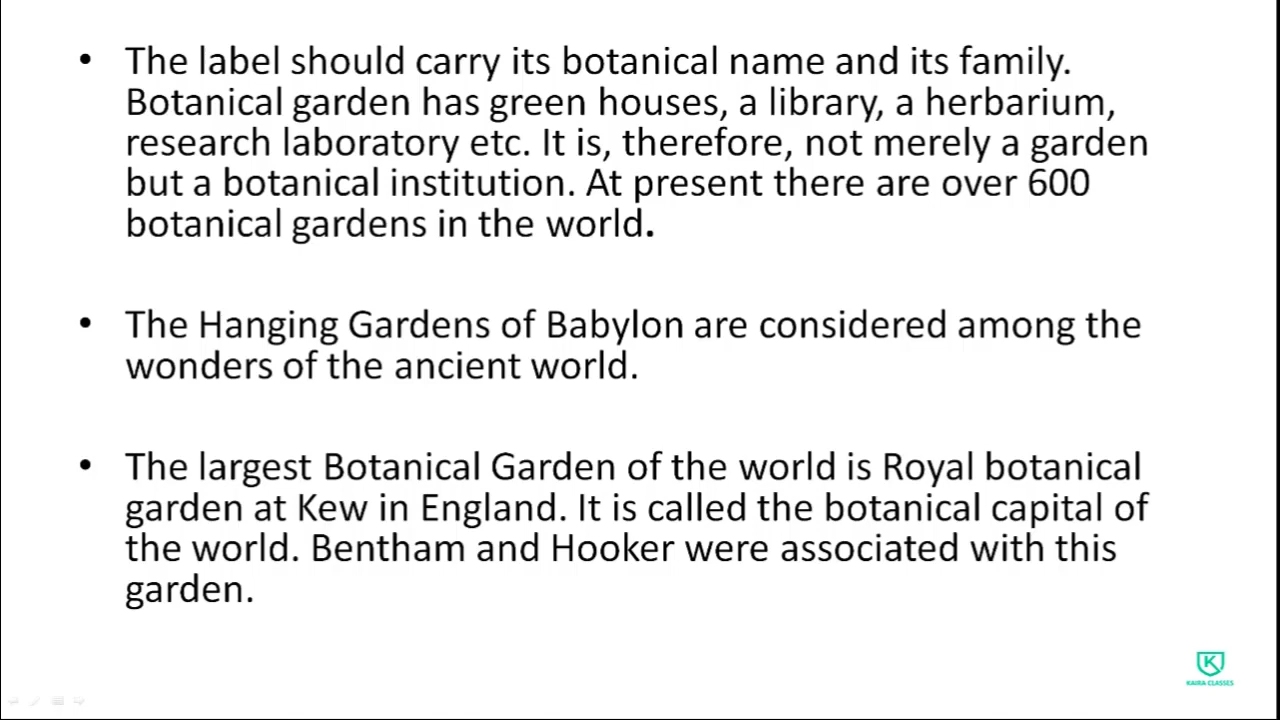 • The label should carry its botanical name and its family.
Botanical garden has green houses, a library, a herbarium,
research laboratory etc. It is, therefore, not merely a garden
but a botanical institution. At present there are over 600
botanical gardens in the world.
• The Hanging Gardens of Babylon are considered among the
wonders of the ancient world.
• The largest Botanical Garden of the world is Royal botanical
garden at Kew in England. It is called the botanical capital of
the world. Bentham and Hooker were associated with this
garden.
K
KAIRA CLASSES